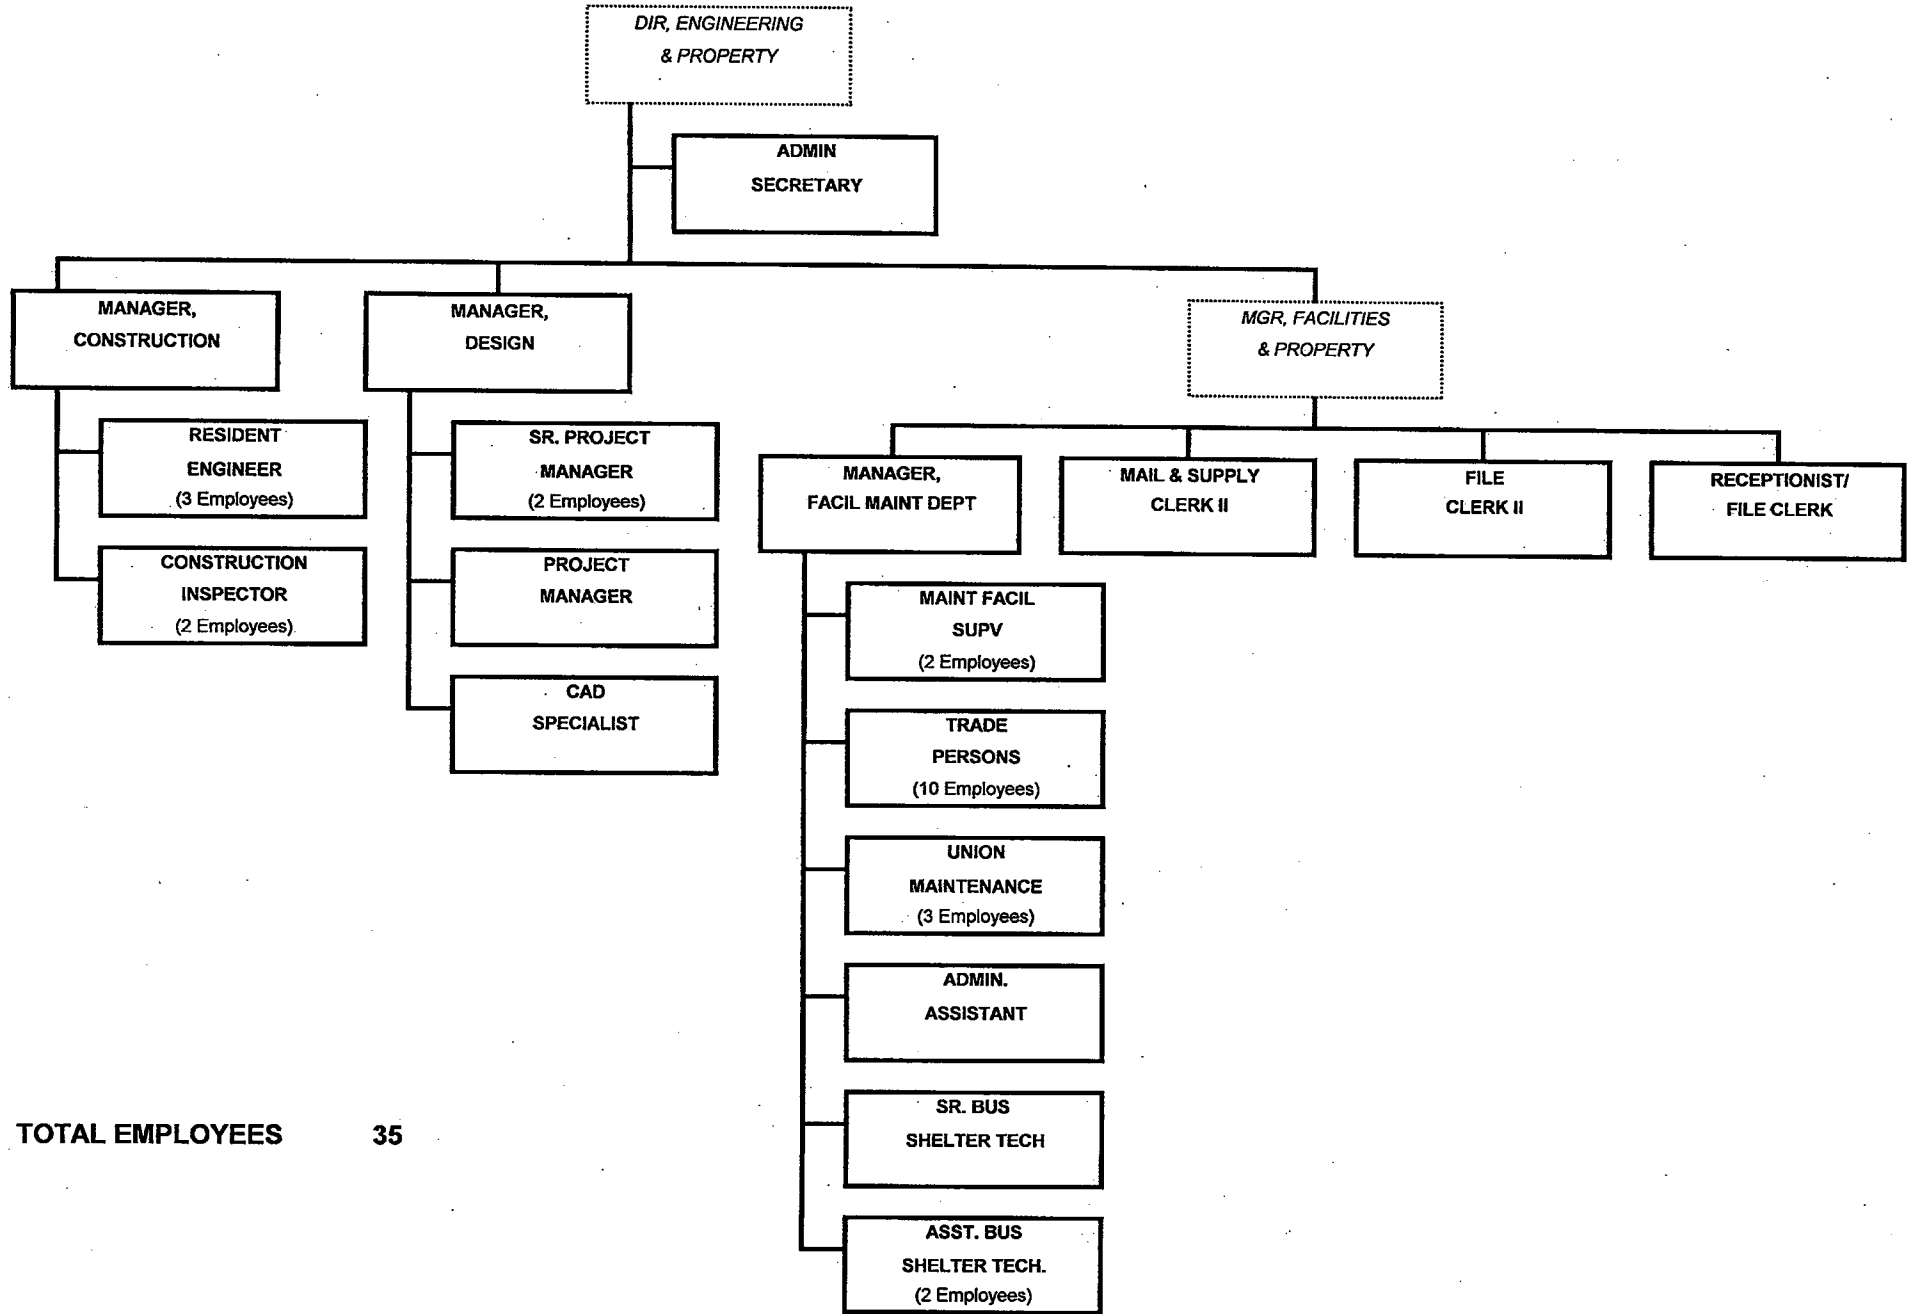 DIR, ENGINEERING
& PROPERTY
ADMIN
SECRETARY
MANAGER,
CONSTRUCTION
MANAGER,
DESIGN
MGR, FACILITIES
& PROPERTY
RESIDENT
ENGINEER
(3 Employees)
CONSTRUCTION
INSPECTOR
(2 Employees)
SR. PROJECT
MANAGER
(2 Employees)
PROJECT
MANAGER
CAD
SPECIALIST
MANAGER,
FACIL MAINT DEPT
MAIL & SUPPLY
CLERK II
FILE
CLERK II
RECEPTIONIST/
FILE CLERK
MAINT FACIL
SUPV
(2 Employees)
TRADE
PERSONS
(10 Employees)
UNION
MAINTENANCE
(3 Employees)
ADMIN.
ASSISTANT
SR. BUS
SHELTER TECH
ASST. BUS
SHELTER TECH.
(2 Employees)
TOTAL EMPLOYEES 35